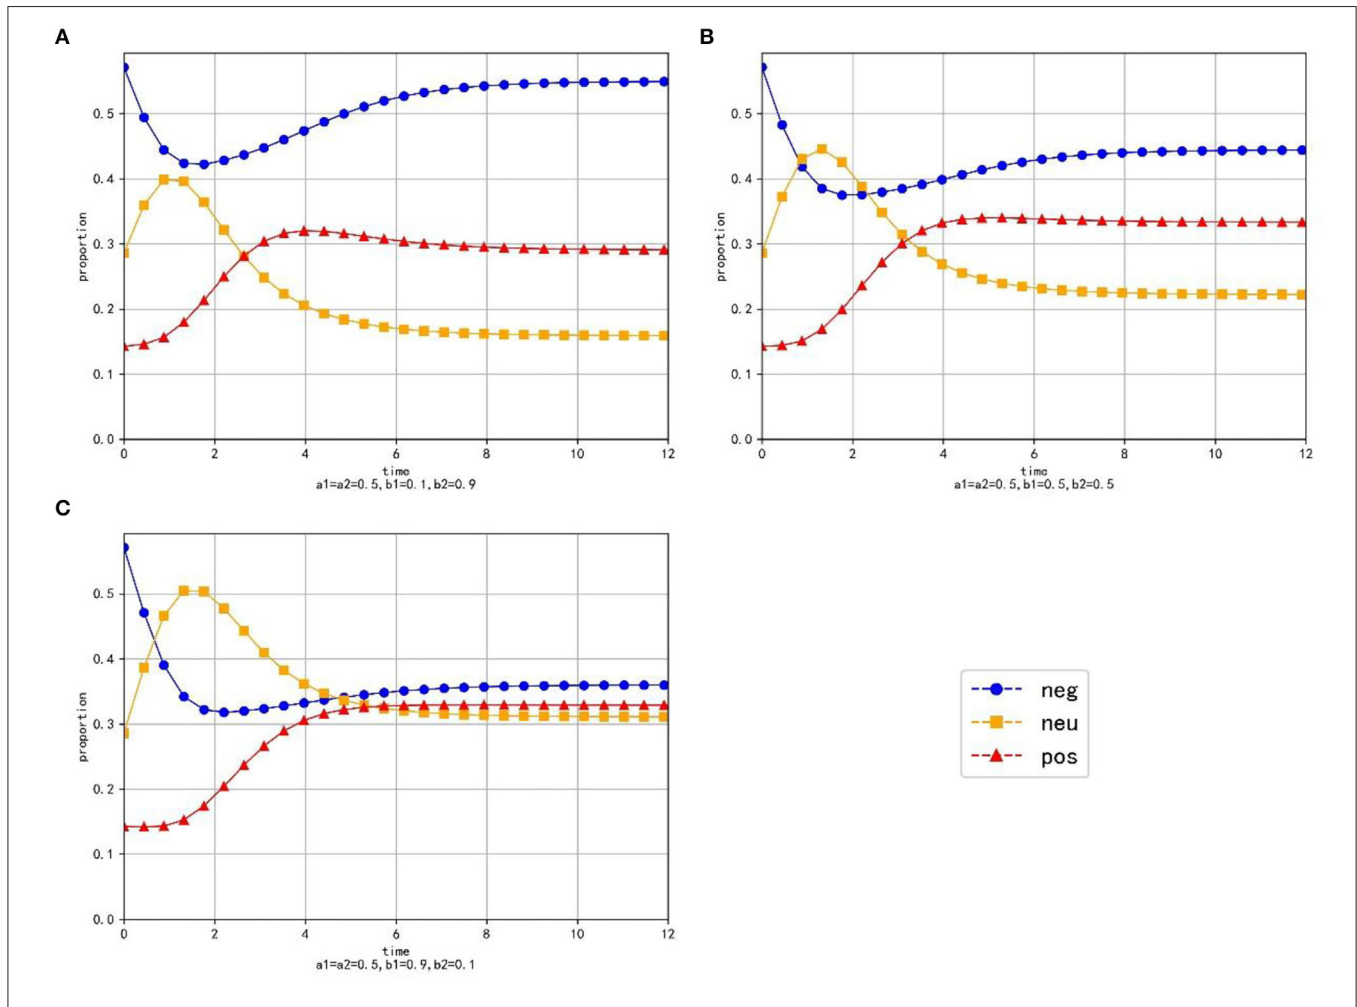 A
0.5
0.4
0.3
0.2
0.1
0.0
proportion
0 2 4 6 8 10 12
time
a1=a2=0.5,b1=0.1,b2=0.9
B
0.5
0.4
0.3
0.2
0.1
0.0
proportion
0 2 4 6 8 10 12
time
a1=a2=0.5,b1=0.5,b2=0.5
C
0.5
0.4
0.3
0.2
0.1
0.0
proportion
0 2 4 6 8 10 12
time
a1=a2=0.5,b1=0.9,b2=0.1
neg
neu
pos